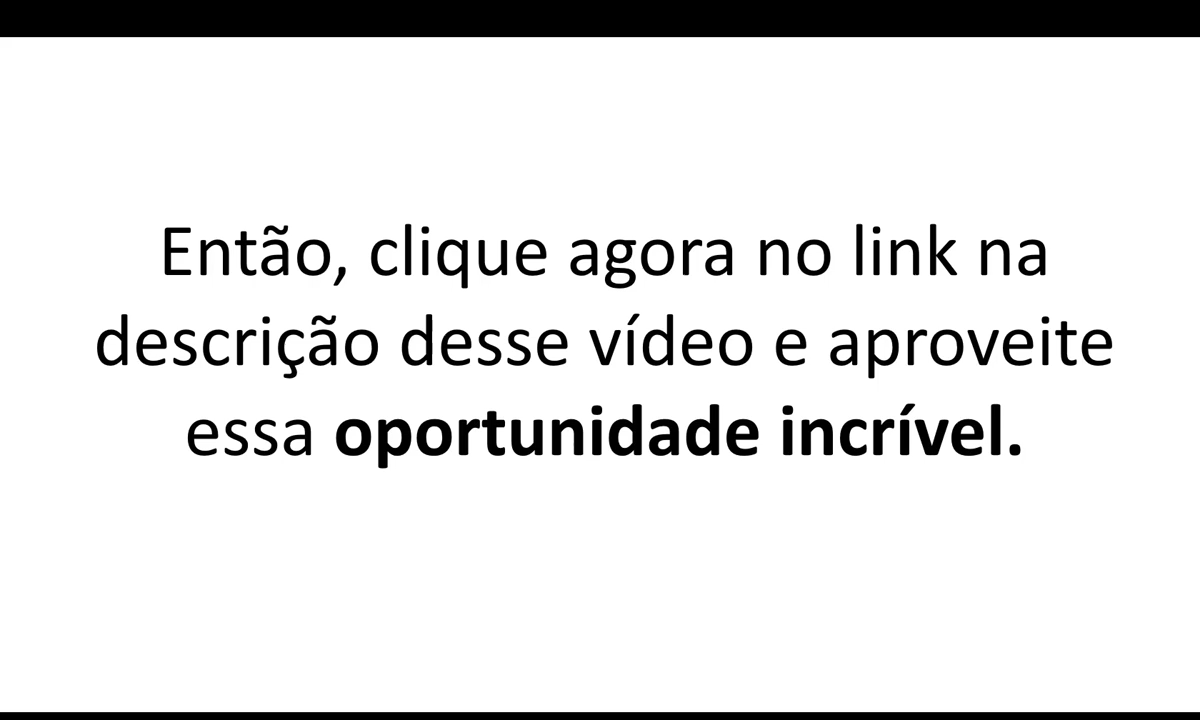 Então, clique agora no link na
descrição desse vídeo e aproveite
essa oportunidade incrível.